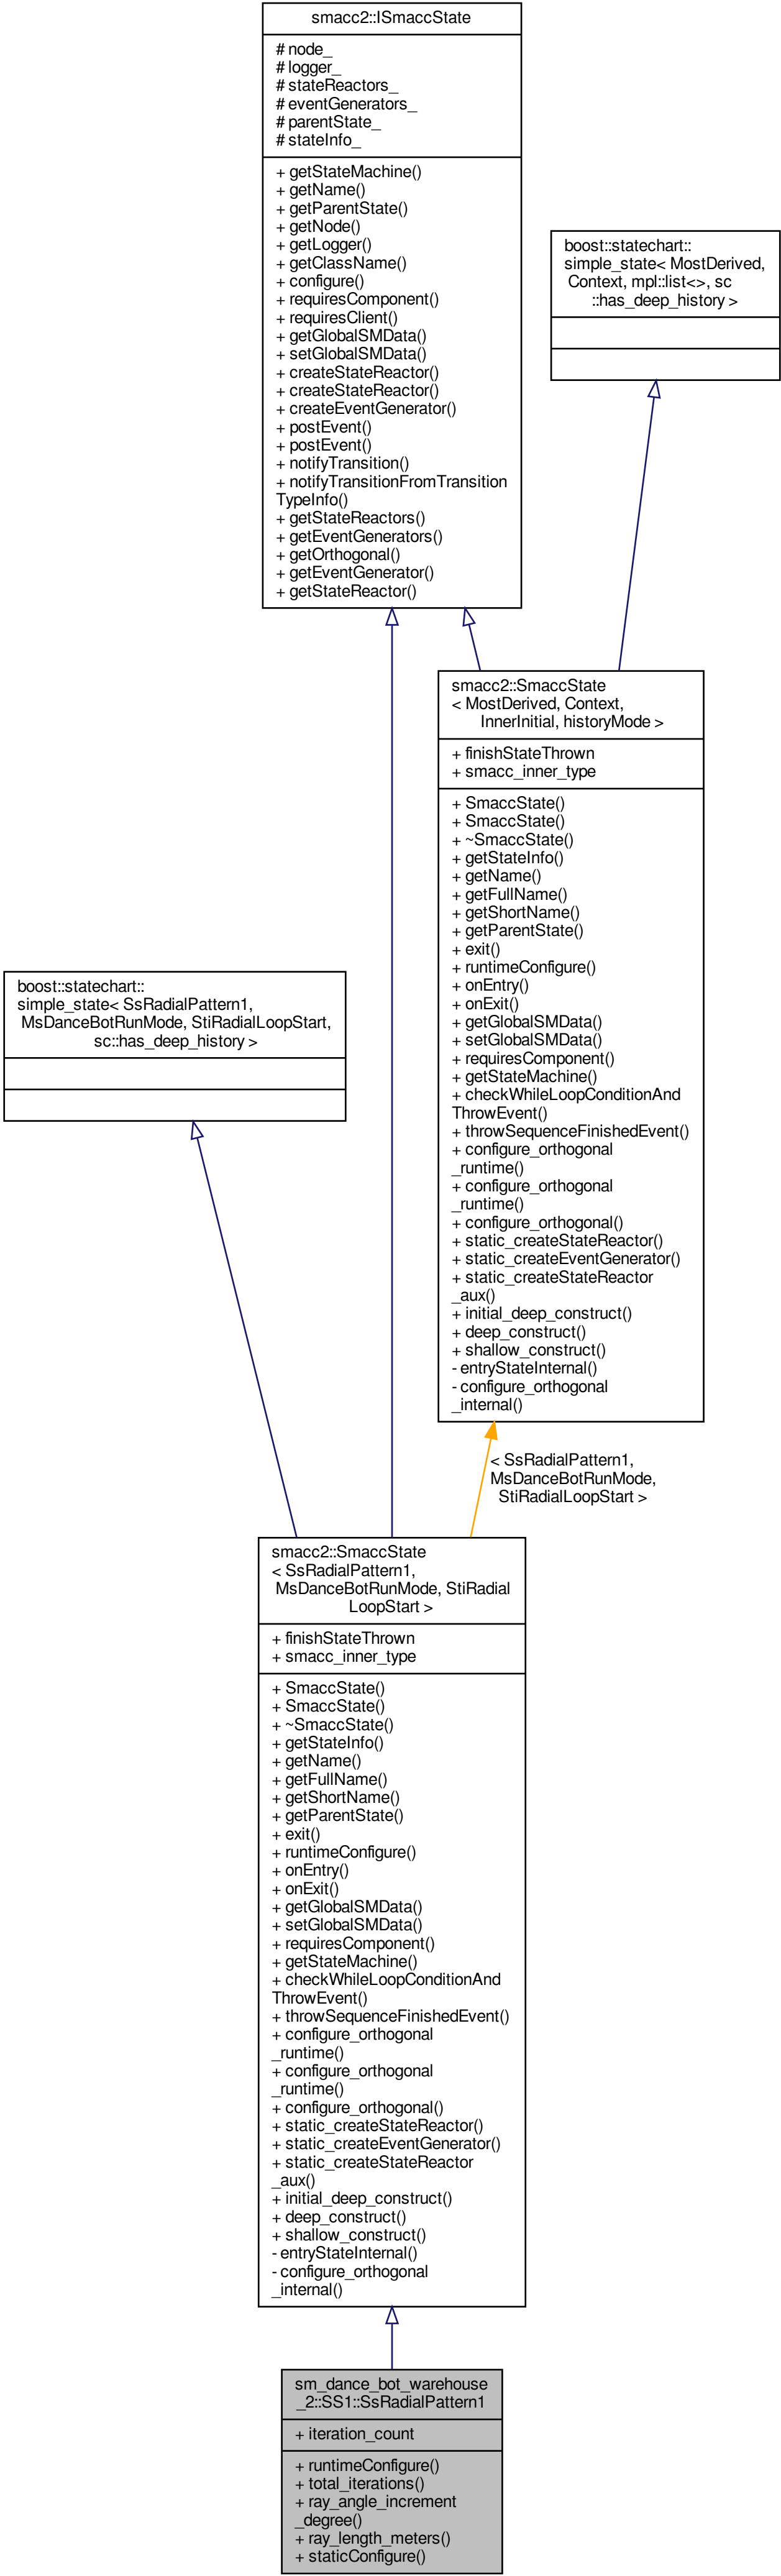 smacc2::ISmaccState
# node_
# logger_
# stateReactors_
# eventGenerators_
# parentState_
# stateInfo_
+ getStateMachine()
+ getName()
+ getParentState()
+ getNode()
+ getLogger()
+ getClassName()
+ configure()
+ requiresComponent()
+ requiresClient()
+ getGlobalSMData()
+ setGlobalSMData()
+ createStateReactor()
+ createStateReactor()
+ createEventGenerator()
+ postEvent()
+ postEvent()
+ notifyTransition()
+ notifyTransitionFromTransition
TypeInfo()
+ getStateReactors()
+ getEventGenerators()
+ getOrthogonal()
+ getEventGenerator()
+ getStateReactor()
boost::statechart::
simple_state< MostDerived,
Context, mpl::list<>, sc
::has_deep_history >
smacc2::SmaccState
< MostDerived, Context,
InnerInitial, historyMode >
+ finishStateThrown
+ smacc_inner_type
+ SmaccState()
+ SmaccState()
+ ~SmaccState()
+ getStateInfo()
+ getName()
+ getFullName()
+ getShortName()
+ getParentState()
+ exit()
+ runtimeConfigure()
+ onEntry()
+ onExit()
+ getGlobalSMData()
+ setGlobalSMData()
+ requiresComponent()
+ getStateMachine()
+ checkWhileLoopConditionAnd
ThrowEvent()
+ throwSequenceFinishedEvent()
+ configure_orthogonal
_runtime()
+ configure_orthogonal
_runtime()
+ configure_orthogonal()
+ static_createStateReactor()
+ static_createEventGenerator()
+ static_createStateReactor
_aux()
+ initial_deep_construct()
+ deep_construct()
+ shallow_construct()
- entryStateInternal()
- configure_orthogonal
_internal()
boost::statechart::
simple_state< SsRadialPattern1,
MsDanceBotRunMode, StiRadialLoopStart,
sc::has_deep_history >
< SsRadialPattern1,
MsDanceBotRunMode,
StiRadialLoopStart >
smacc2::SmaccState
< SsRadialPattern1,
MsDanceBotRunMode, StiRadial
LoopStart >
+ finishStateThrown
+ smacc_inner_type
+ SmaccState()
+ SmaccState()
+ ~SmaccState()
+ getStateInfo()
+ getName()
+ getFullName()
+ getShortName()
+ getParentState()
+ exit()
+ runtimeConfigure()
+ onEntry()
+ onExit()
+ getGlobalSMData()
+ setGlobalSMData()
+ requiresComponent()
+ getStateMachine()
+ checkWhileLoopConditionAnd
ThrowEvent()
+ throwSequenceFinishedEvent()
+ configure_orthogonal
_runtime()
+ configure_orthogonal
_runtime()
+ configure_orthogonal()
+ static_createStateReactor()
+ static_createEventGenerator()
+ static_createStateReactor
_aux()
+ initial_deep_construct()
+ deep_construct()
+ shallow_construct()
- entryStateInternal()
- configure_orthogonal
_internal()
sm_dance_bot_warehouse
_2::SS1::SsRadialPattern1
+ iteration_count
+ runtimeConfigure()
+ total_iterations()
+ ray_angle_increment
_degree()
+ ray_length_meters()
+ staticConfigure()